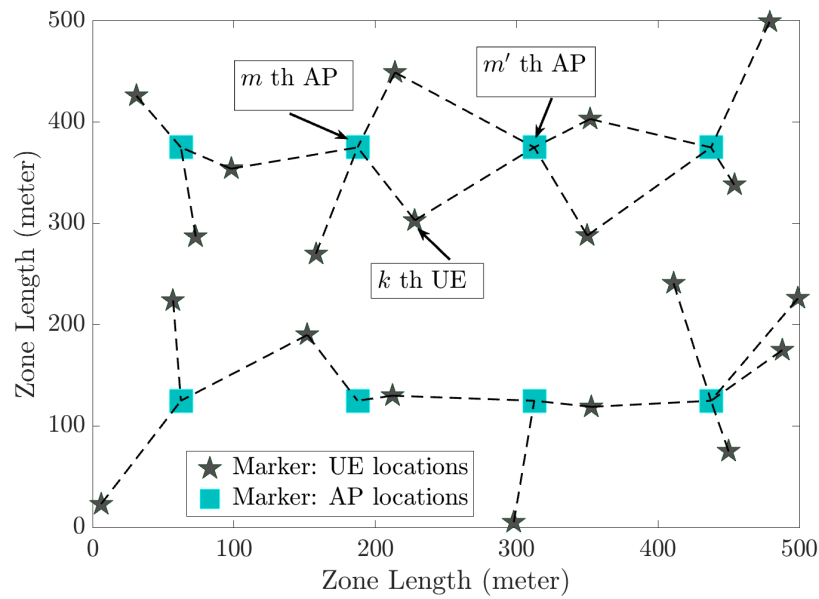 500
400
300
200
100
0
Zone Length (meter)
m th AP
m′ th AP
k th UE
Marker: UE locations
Marker: AP locations
0 100 200 300 400 500
Zone Length (meter)